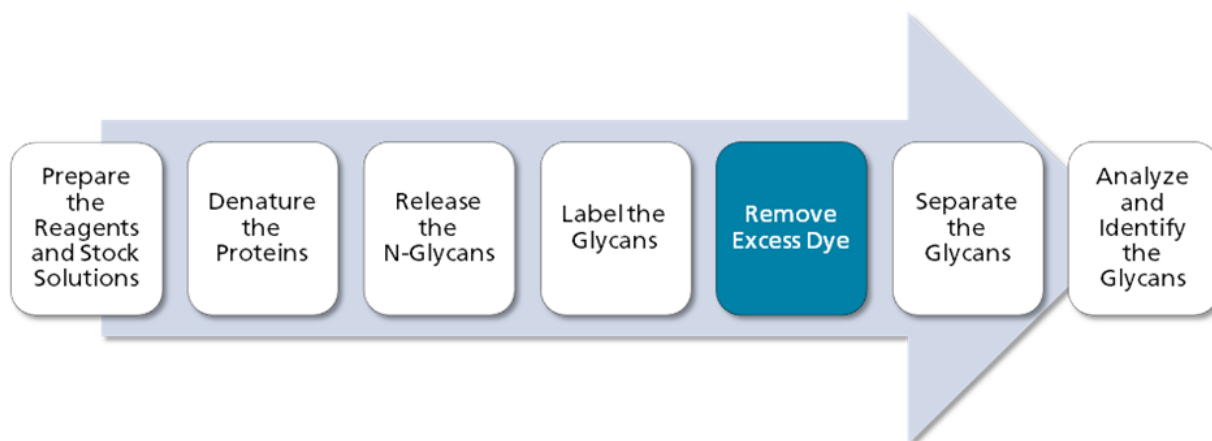 Prepare
the
Reagents
and Stock
Solutions
Denature
the
Proteins
Release
the
N-Glycans
Label the
Glycans
Remove
Excess Dye
Separate
the
Glycans
Analyze
and
Identify
the
Glycans